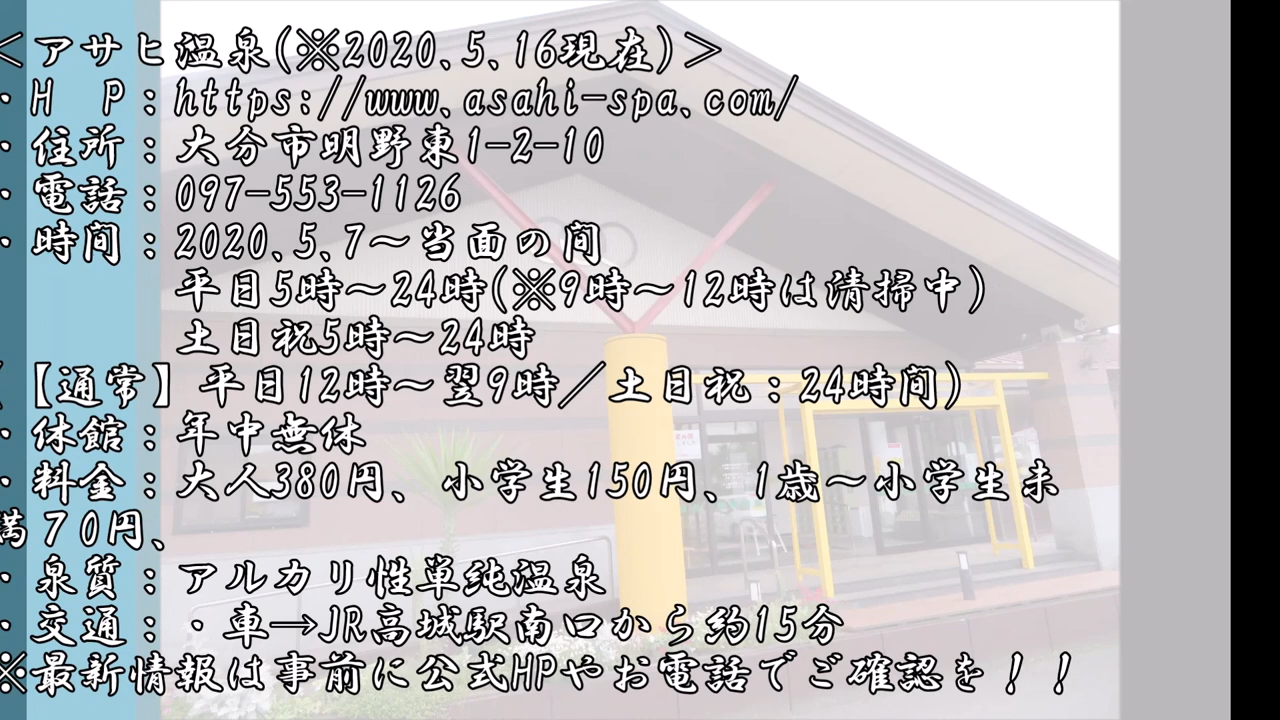 ＜アサヒ温泉(※2020.5.16現在)＞
・H　P：https://www.asahi-spa.com/
・住所：大分市明野東1-2-10
・電話：097-553-1126
・時間：2020.5.7～当面の間
平日5時～24時(※9時～12時は清掃中)
土日祝5時～24時
(【通常】平日12時～翌9時／土日祝：24時間)
・休館：年中無休
・料金：大人380円、小学生150円、1歳～小学生未
満７０円、
・泉質：アルカリ性単純温泉
・交通：・車→JR高城駅南口から約15分
※最新情報は事前に公式HPやお電話でご確認を！！